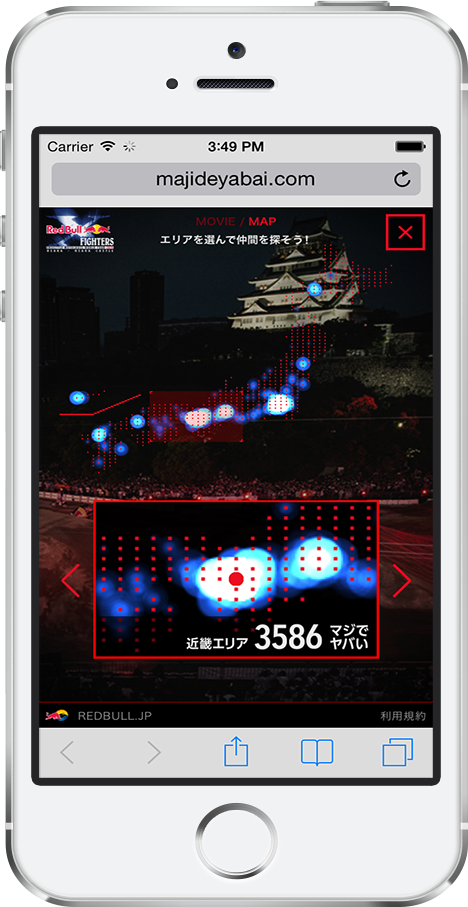 Carrier 3:49 PM
majideyabai.com
Red Bull
FIGHTERS
MOVIE / MAP
エリアを選んで仲間を探そう!
近畿エリア 3586 マジで
ヤバい
REDBULL.JP 利用規約